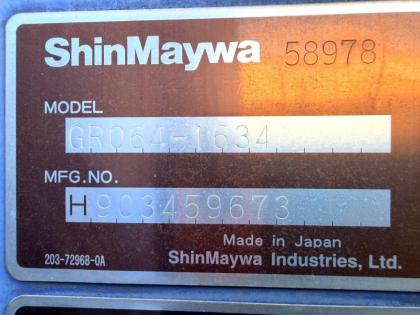 ShinMaywa 58978
MODEL
GR064-1634
MFG.NO.
H903459673
Made in Japan
203-72968-0A ShinMaywa Industries, Ltd.